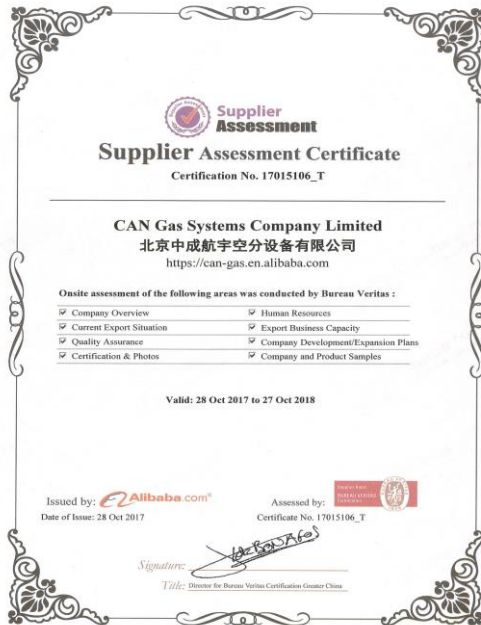 Supplier
Assessment
Supplier Assessment Certificate
Certification No. 17015106_T
CAN Gas Systems Company Limited
北京中成航宇空分设备有限公司
https://can-gas.en.alibaba.com
Onsite assessment of the following areas was conducted by Bureau Veritas :
Company Overview
Human Resources
Current Export Situation
Export Business Capacity
Quality Assurance
Company Development/Expansion Plans
Certification & Photos
Company and Product Samples
Valid: 28 Oct 2017 to 27 Oct 2018
Issued by: Alibaba.com®
Assessed by:
BUREAU VERITAS
Date of Issue: 28 Oct 2017
Certificate No. 17015106_T
Signature:
Title: Director for Bureau Veritas Certification Greater China